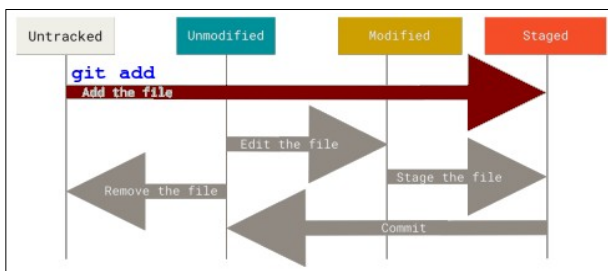 Untracked
Unmodified
Modified
Staged
git add
Add the file
Edit the file
Stage the file
Remove the file
Commit